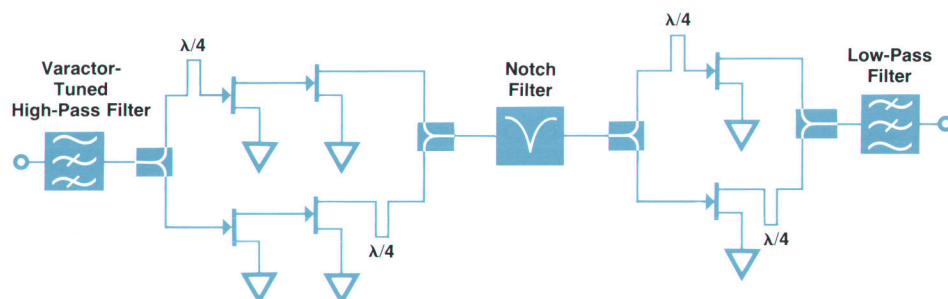 Varactor-
Tuned
High-Pass Filter
λ/4
λ/4
Notch
Filter
λ/4
λ/4
Low-Pass
Filter